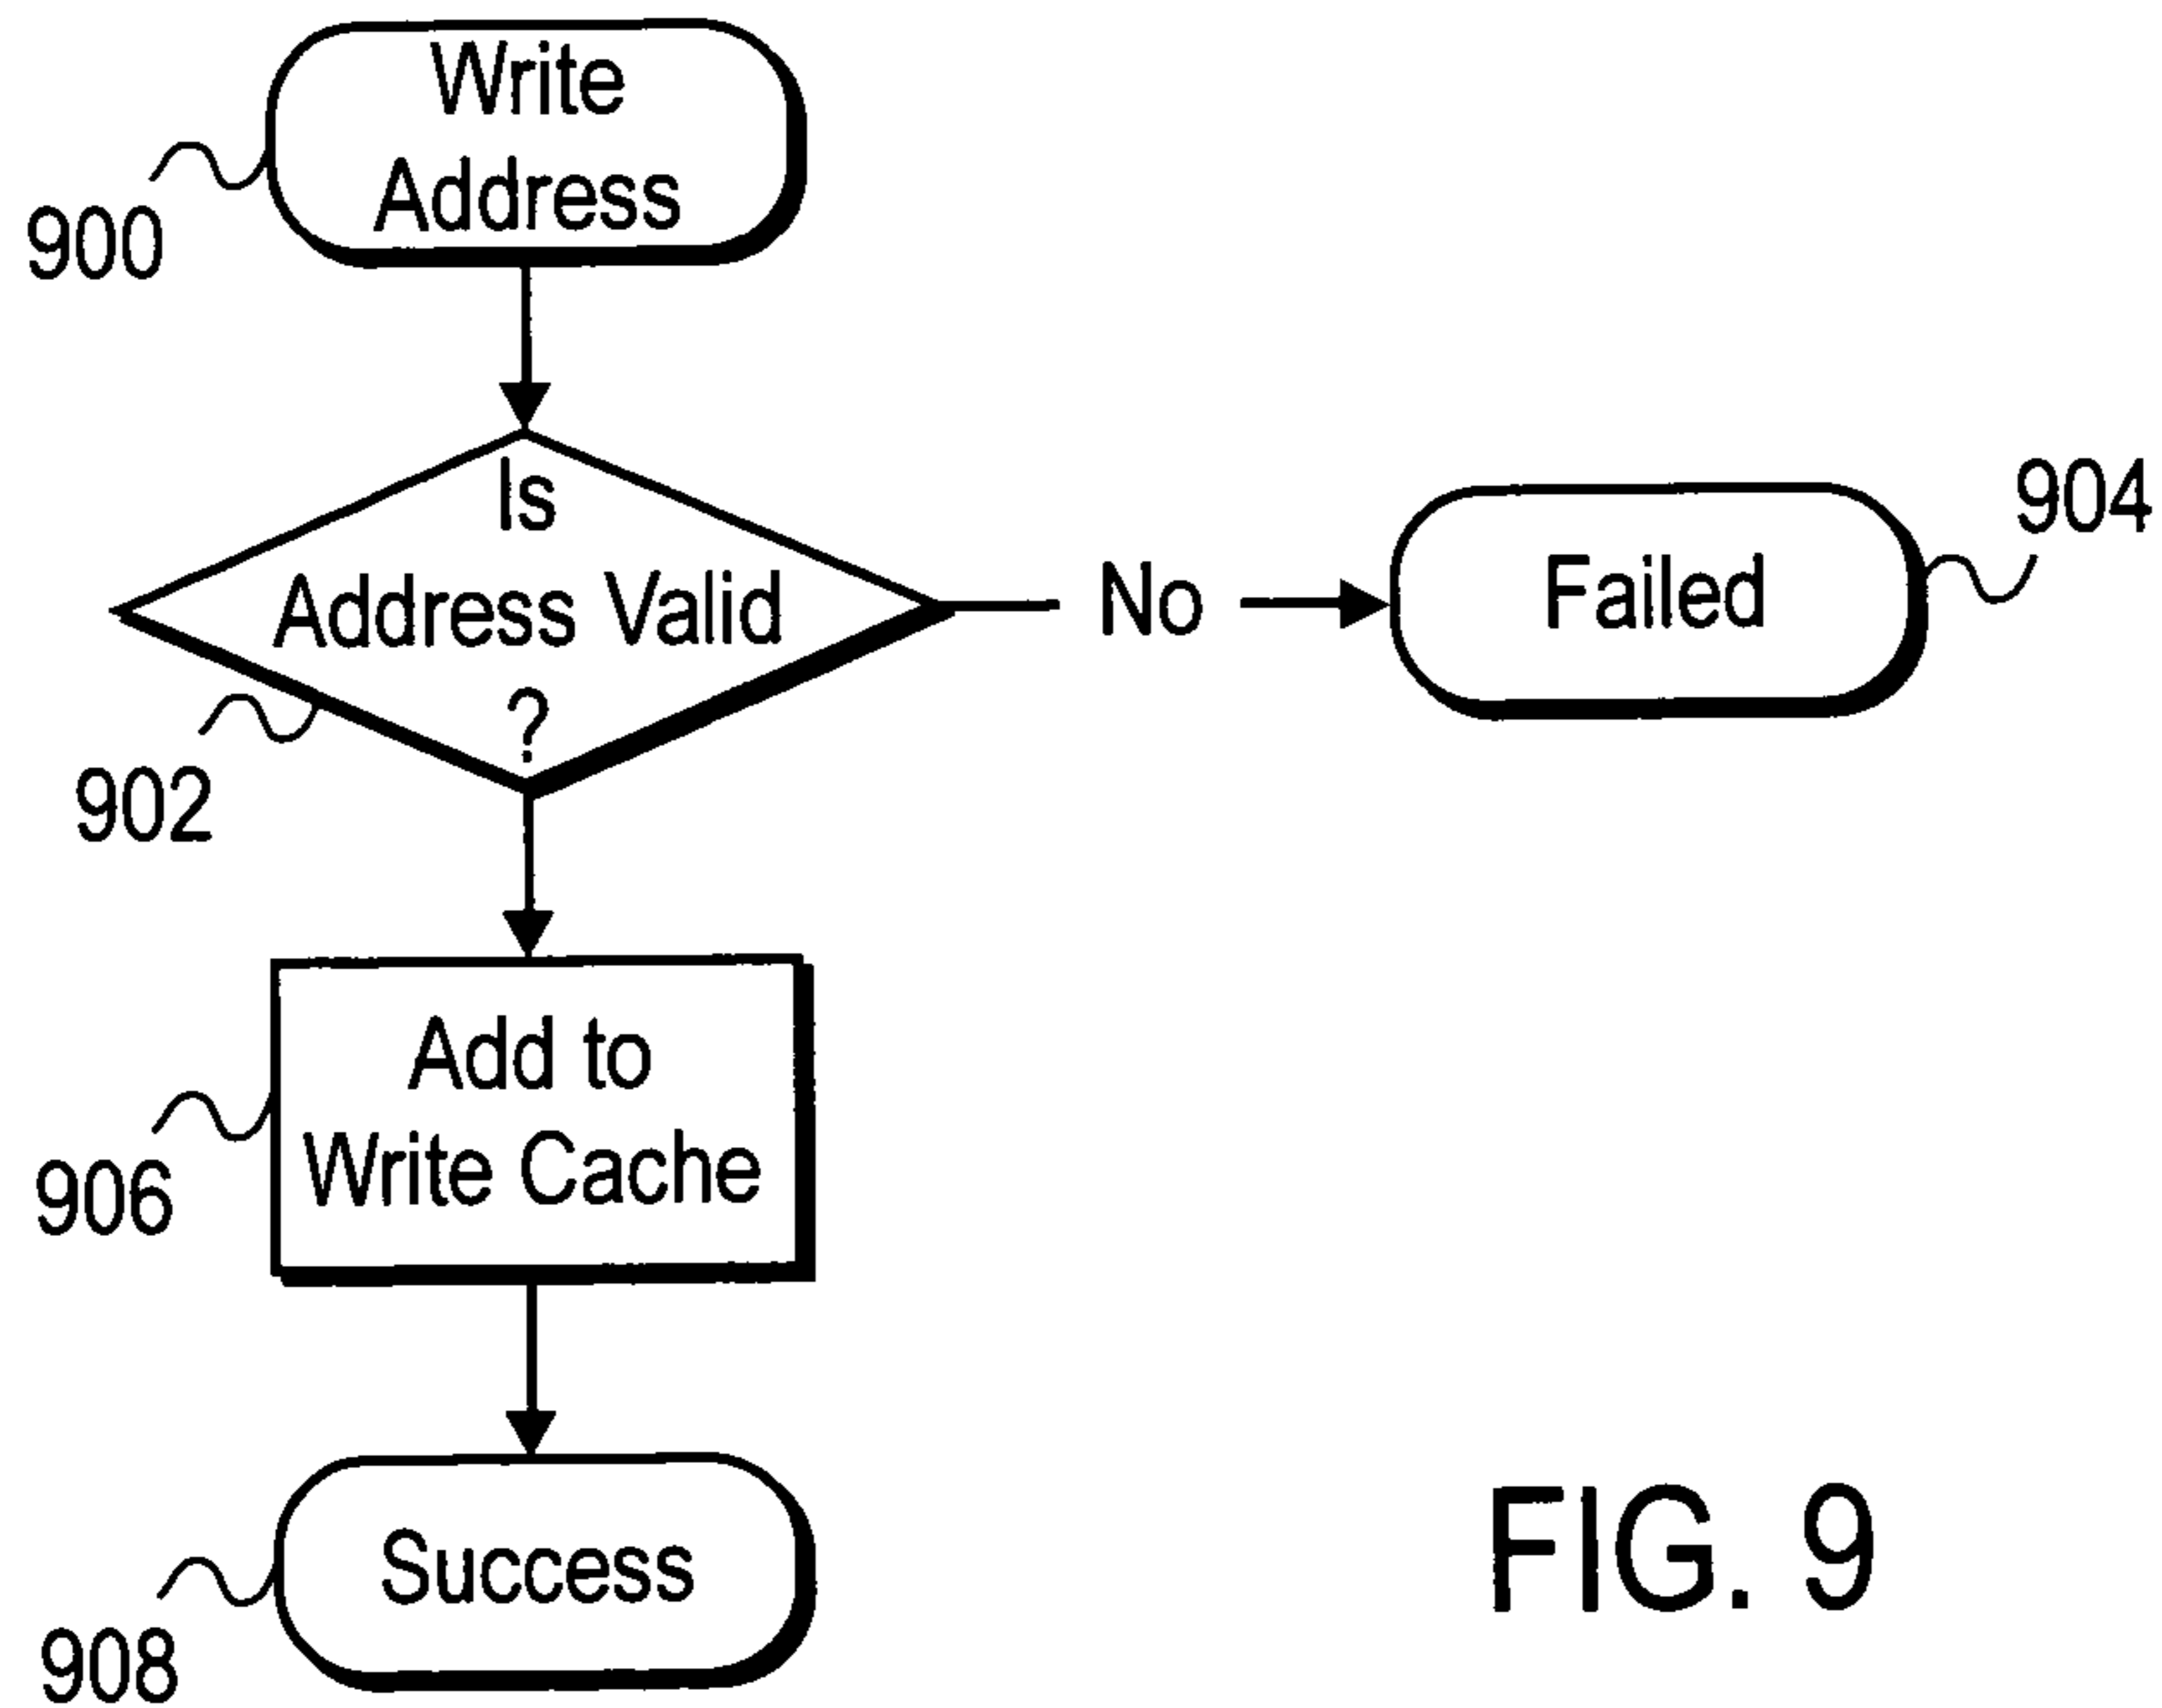 Write
Address
900
Is
Address Valid
?
902
No
Failed
904
Add to
Write Cache
906
Success
908
FIG. 9